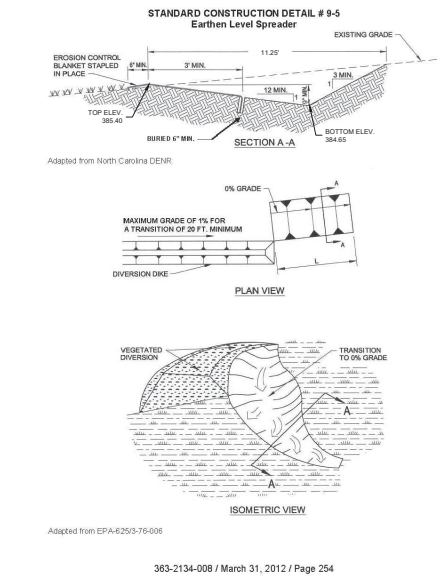 STANDARD CONSTRUCTION DETAIL # 9-5
Earthen Level Spreader
EXISTING GRADE
11.25'
EROSION CONTROL
BLANKET STAPLED
IN PLACE
6" MIN.
3' MIN.
3 MIN.
1
12 MIN.
1
TOP ELEV.
385.40
BURIED 6" MIN.
BOTTOM ELEV.
384.65
SECTION A -A
Adapted from North Carolina DENR
0% GRADE
A
1
1
A
MAXIMUM GRADE OF 1% FOR
A TRANSITION OF 20 FT. MINIMUM
DIVERSION DIKE
L
PLAN VIEW
VEGETATED
DIVERSION
TRANSITION
TO 0% GRADE
A
A
ISOMETRIC VIEW
Adapted from EPA-625/3-76-006
363-2134-008 / March 31, 2012 / Page 254